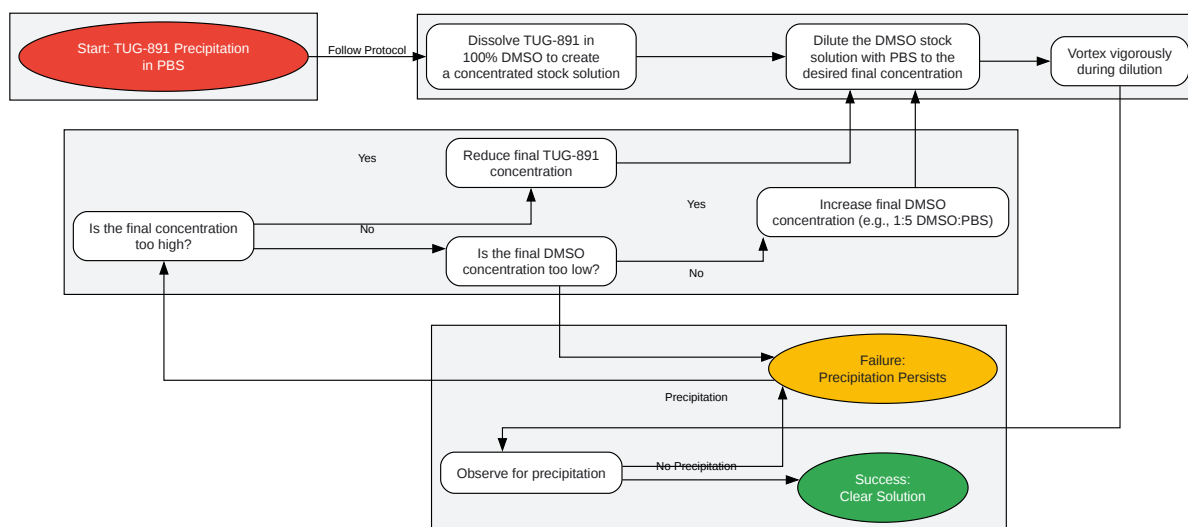 Start: TUG-891 Precipitation
in PBS
Follow Protocol
Dissolve TUG-891 in
100% DMSO to create
a concentrated stock solution
Dilute the DMSO stock
solution with PBS to the
desired final concentration
Vortex vigorously
during dilution
Yes
Reduce final TUG-891
concentration
Is the final concentration
too high?
No
Yes
Increase final DMSO
concentration (e.g., 1:5 DMSO:PBS)
Is the final DMSO
concentration too low?
No
Failure:
Precipitation Persists
Precipitation
Observe for precipitation
No Precipitation
Success:
Clear Solution